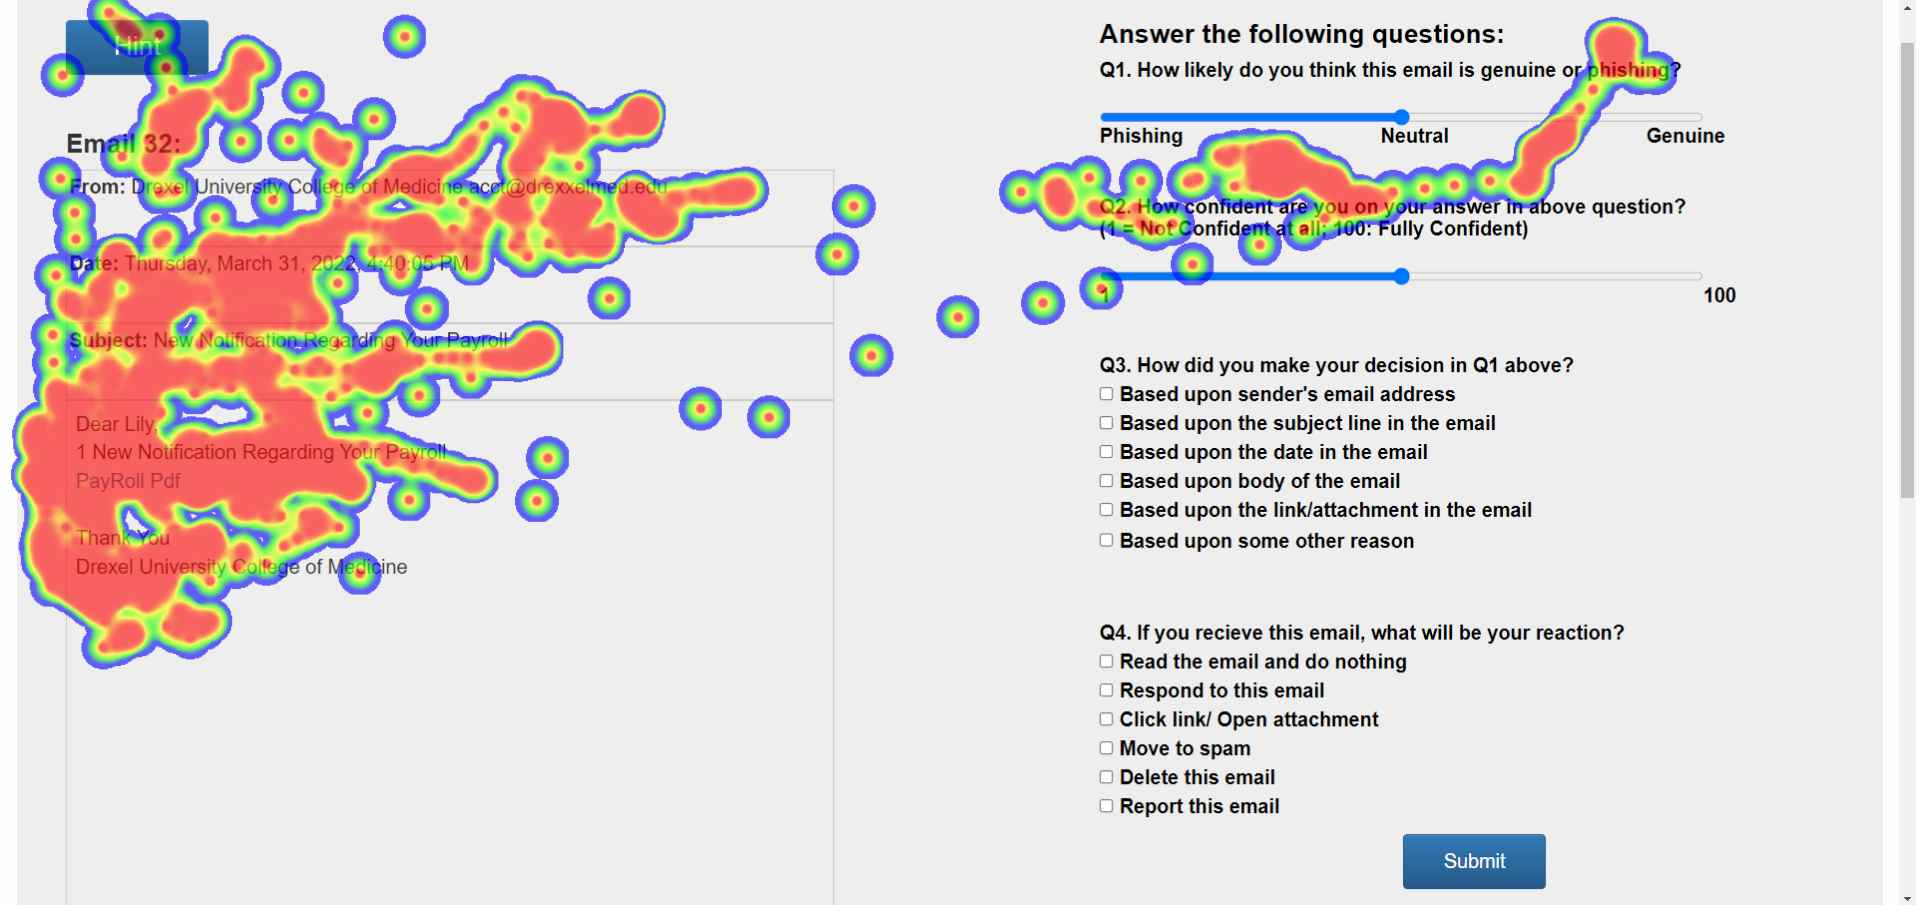 Hint
Email 32:
From: Drexel University College of Medicine acct@drexxelmed.edu
Date: Thursday, March 31, 2022, 4:40:05 PM
Subject: New Notification Regarding Your Payroll
Dear Lily,
1 New Notification Regarding Your Payroll
PayRoll Pdf
Thank You
Drexel University College of Medicine
Answer the following questions:
Q1. How likely do you think this email is genuine or phishing?
Phishing Neutral Genuine
Q2. How confident are you on your answer in above question?
(1 = Not Confident at all; 100: Fully Confident)
1 100
Q3. How did you make your decision in Q1 above?
Based upon sender's email address
Based upon the subject line in the email
Based upon the date in the email
Based upon body of the email
Based upon the link/attachment in the email
Based upon some other reason
Q4. If you recieve this email, what will be your reaction?
Read the email and do nothing
Respond to this email
Click link/ Open attachment
Move to spam
Delete this email
Report this email
Submit